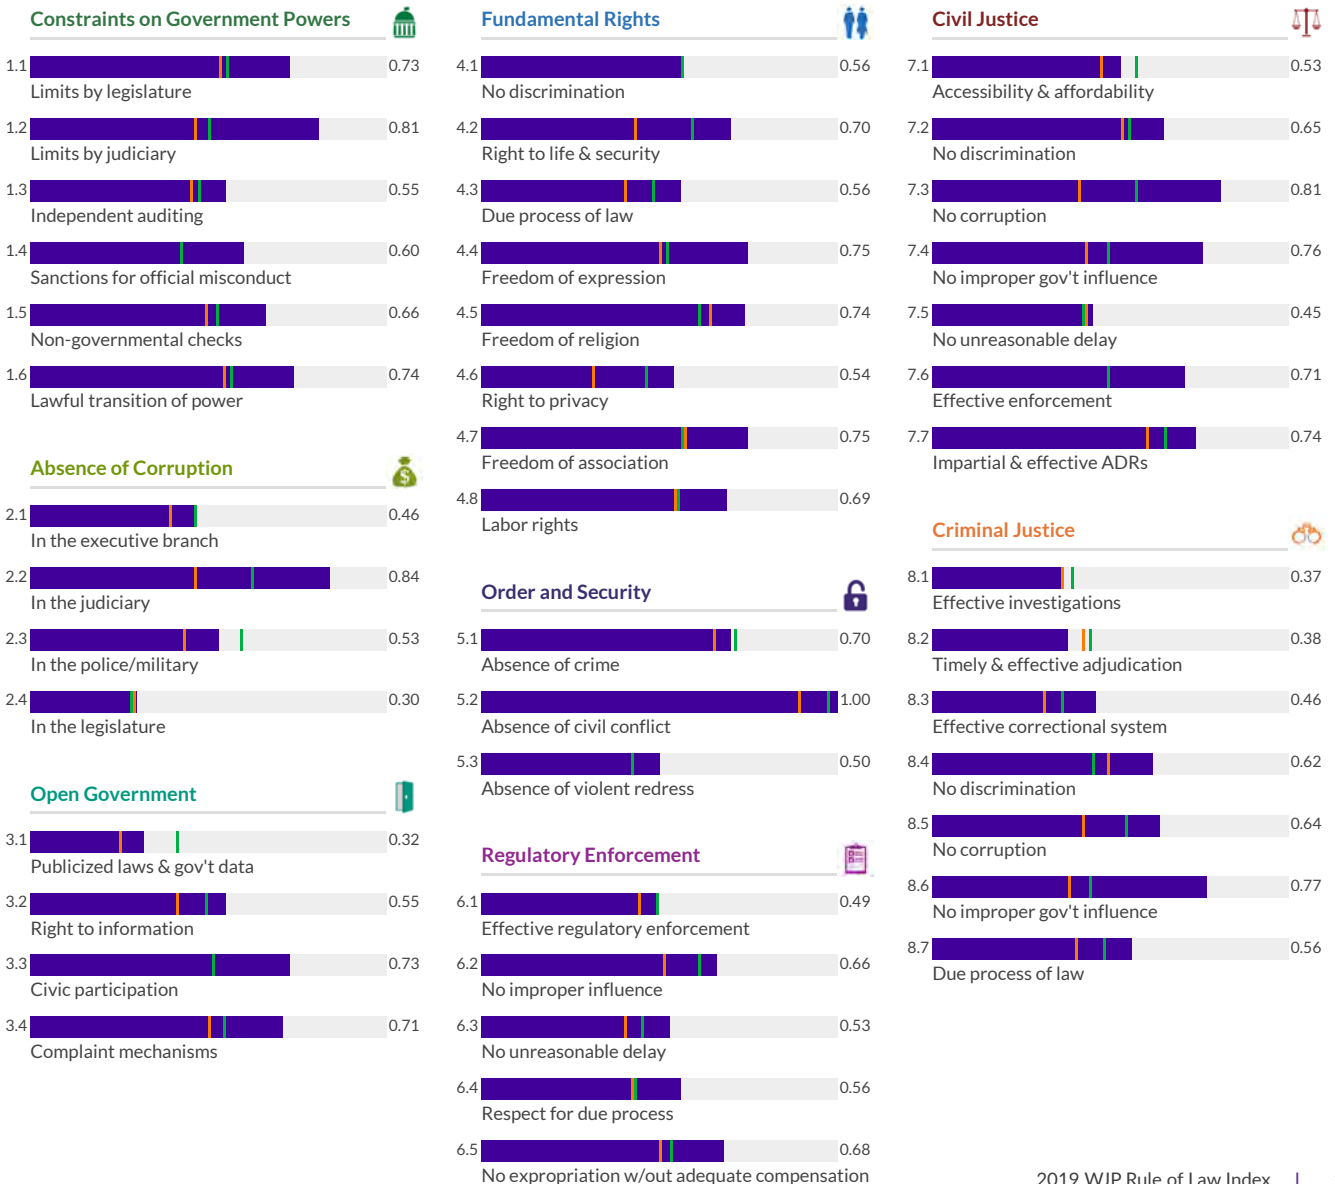 Constraints on Government Powers
1.1 0.73
Limits by legislature
1.2 0.81
Limits by judiciary
1.3 0.55
Independent auditing
1.4 0.60
Sanctions for official misconduct
1.5 0.66
Non-governmental checks
1.6 0.74
Lawful transition of power
Absence of Corruption
$
2.1 0.46
In the executive branch
2.2 0.84
In the judiciary
2.3 0.53
In the police/military
2.4 0.30
In the legislature
Open Government
3.1 0.32
Publicized laws & gov't data
3.2 0.55
Right to information
3.3 0.73
Civic participation
3.4 0.71
Complaint mechanisms
Fundamental Rights
4.1 0.56
No discrimination
4.2 0.70
Right to life & security
4.3 0.56
Due process of law
4.4 0.75
Freedom of expression
4.5 0.74
Freedom of religion
4.6 0.54
Right to privacy
4.7 0.75
Freedom of association
4.8 0.69
Labor rights
Order and Security
5.1 0.70
Absence of crime
5.2 1.00
Absence of civil conflict
5.3 0.50
Absence of violent redress
Regulatory Enforcement
6.1 0.49
Effective regulatory enforcement
6.2 0.66
No improper influence
6.3 0.53
No unreasonable delay
6.4 0.56
Respect for due process
6.5 0.68
No expropriation w/out adequate compensation
Civil Justice
7.1 0.53
Accessibility & affordability
7.2 0.65
No discrimination
7.3 0.81
No corruption
7.4 0.76
No improper gov't influence
7.5 0.45
No unreasonable delay
7.6 0.71
Effective enforcement
7.7 0.74
Impartial & effective ADRs
Criminal Justice
8.1 0.37
Effective investigations
8.2 0.38
Timely & effective adjudication
8.3 0.46
Effective correctional system
8.4 0.62
No discrimination
8.5 0.64
No corruption
8.6 0.77
No improper gov't influence
8.7 0.56
Due process of law
2019 WJP Rule of Law Index |